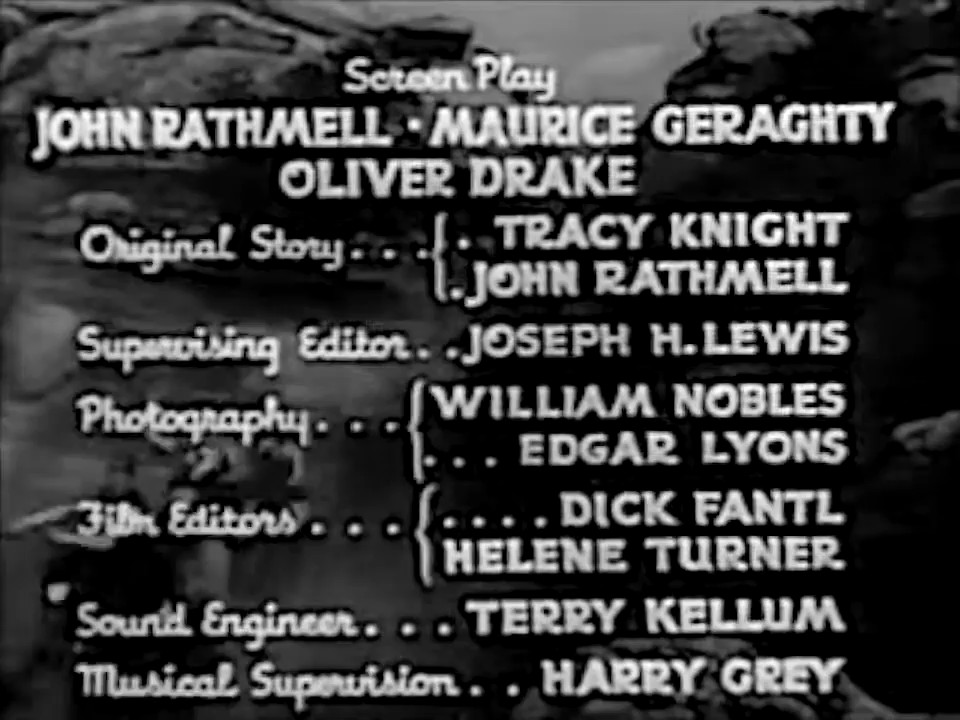 Screen Play
JOHN RATHMELL · MAURICE GERAGHTY
OLIVER DRAKE
Original Story . . . { . TRACY KNIGHT
. JOHN RATHMELL
Supervising Editor . . JOSEPH H. LEWIS
Photography . . . { WILLIAM NOBLES
. . . EDGAR LYONS
Film Editors . . . . { . . . . DICK FANTL
HELENE TURNER
Sound Engineer . . . TERRY KELLUM
Musical Supervision . . HARRY GREY